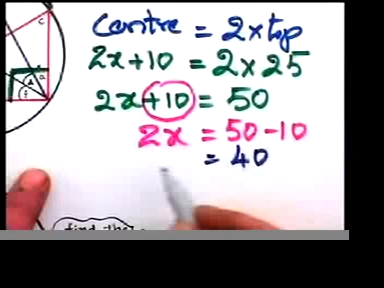 Centre = 2 x top
2x + 10 = 2 x 25
2x + 10 = 50
2x = 50 - 10
= 40
find the